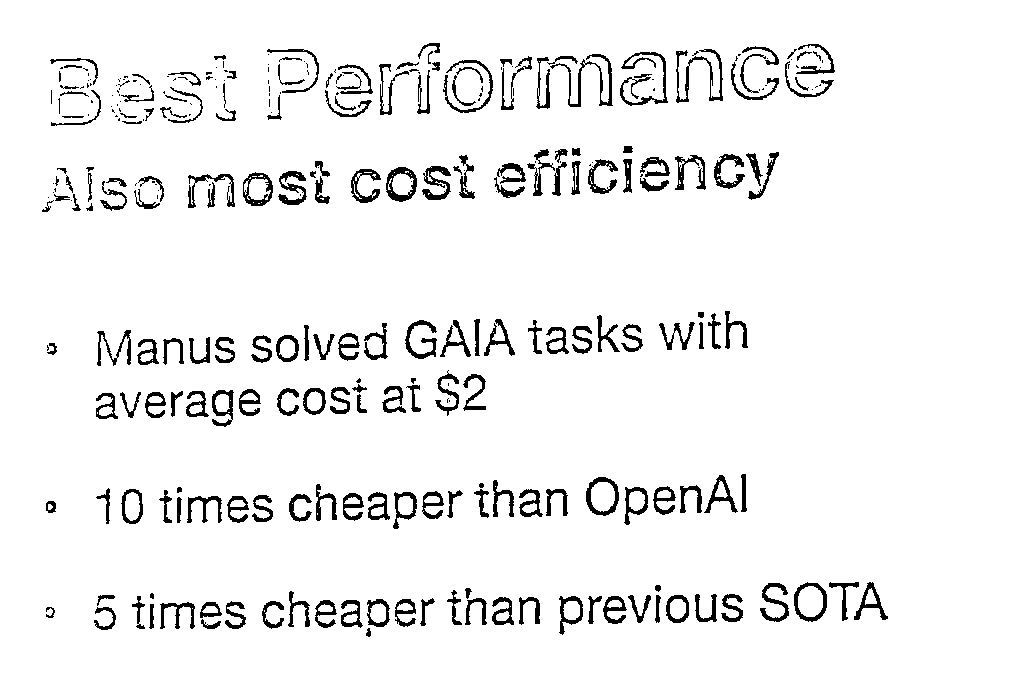 Best Performance
Also most cost efficiency
Manus solved GAIA tasks with
average cost at $2
10 times cheaper than OpenAI
5 times cheaper than previous SOTA